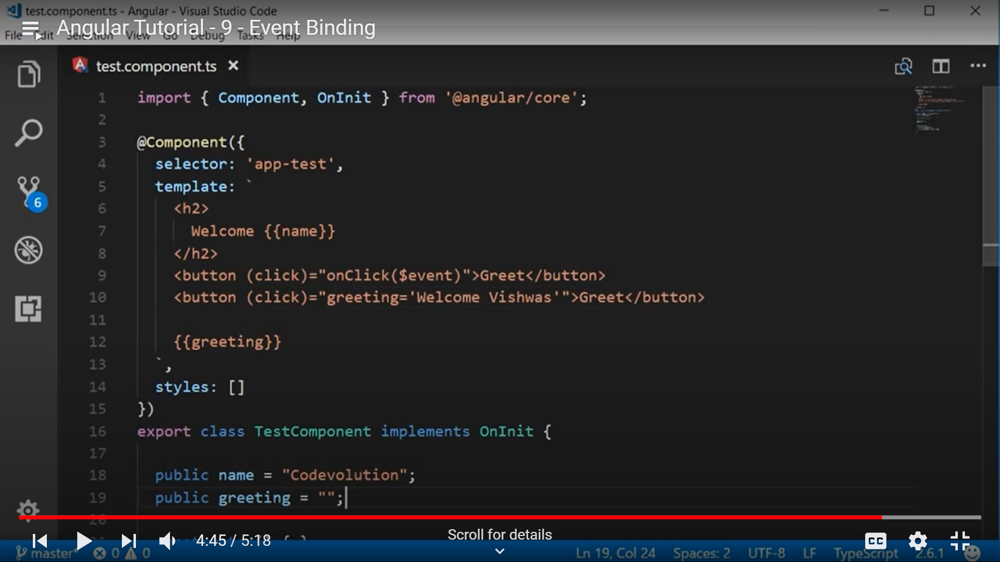 test.component.ts - Angular - Visual Studio Code
Angular Tutorial - 9 - Event Binding
File Edit Selection View Go Debug Tasks Help
test.component.ts
1 import { Component, OnInit } from '@angular/core';
2
3 @Component({
4 selector: 'app-test',
5 template: `
6 <h2>
7 Welcome {{name}}
8 </h2>
9 <button (click)="onClick($event)">Greet</button>
10 <button (click)="greeting='Welcome Vishwas'">Greet</button>
11
12 {{greeting}}
13 `,
14 styles: []
15 })
16 export class TestComponent implements OnInit {
17
18 public name = "Codevolution";
19 public greeting = "";
20
6
4:45 / 5:18
Scroll for details
CC
master* 0 0
Ln 19, Col 24 Spaces: 2 UTF-8 LF TypeScript 2.6.1